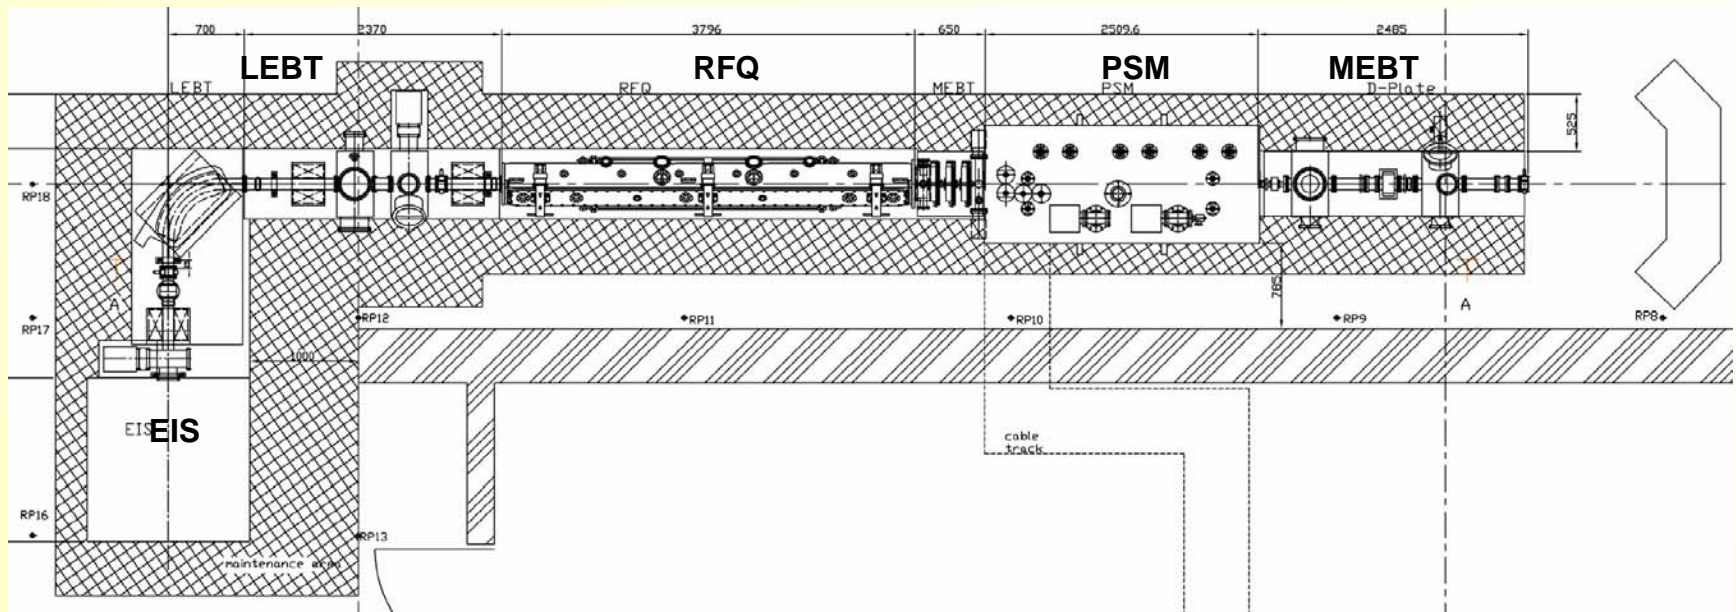 700 2370 3796 650 2509.6 2485
LEBT RFQ PSM MEBT
LEBT RFQ MEBT PSM D-Plate
525
RP18
A A
785
RP17 RP12 RP11 RP10 RP9 RP8
1000
EIS EIS
cable
track
RP16
RP13
maintenance area